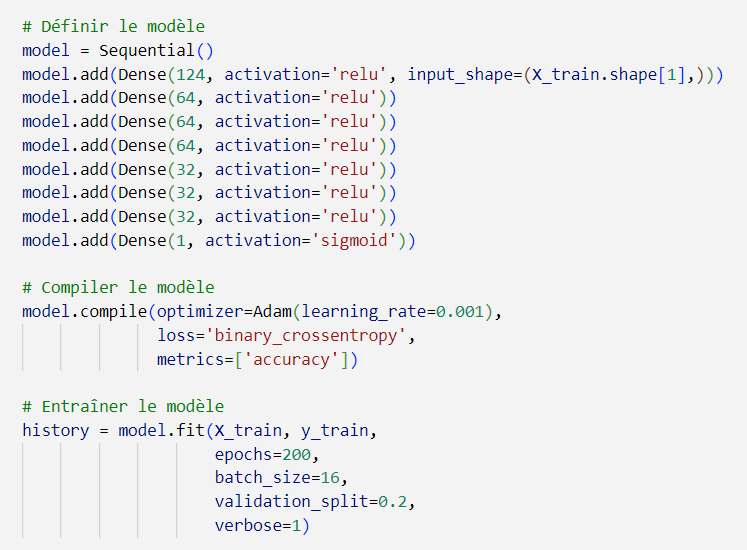 # Définir le modèle
model = Sequential()
model.add(Dense(124, activation='relu', input_shape=(X_train.shape[1],)))
model.add(Dense(64, activation='relu'))
model.add(Dense(64, activation='relu'))
model.add(Dense(64, activation='relu'))
model.add(Dense(32, activation='relu'))
model.add(Dense(32, activation='relu'))
model.add(Dense(32, activation='relu'))
model.add(Dense(1, activation='sigmoid'))
# Compiler le modèle
model.compile(optimizer=Adam(learning_rate=0.001),
loss='binary_crossentropy',
metrics=['accuracy'])
# Entraîner le modèle
history = model.fit(X_train, y_train,
epochs=200,
batch_size=16,
validation_split=0.2,
verbose=1)